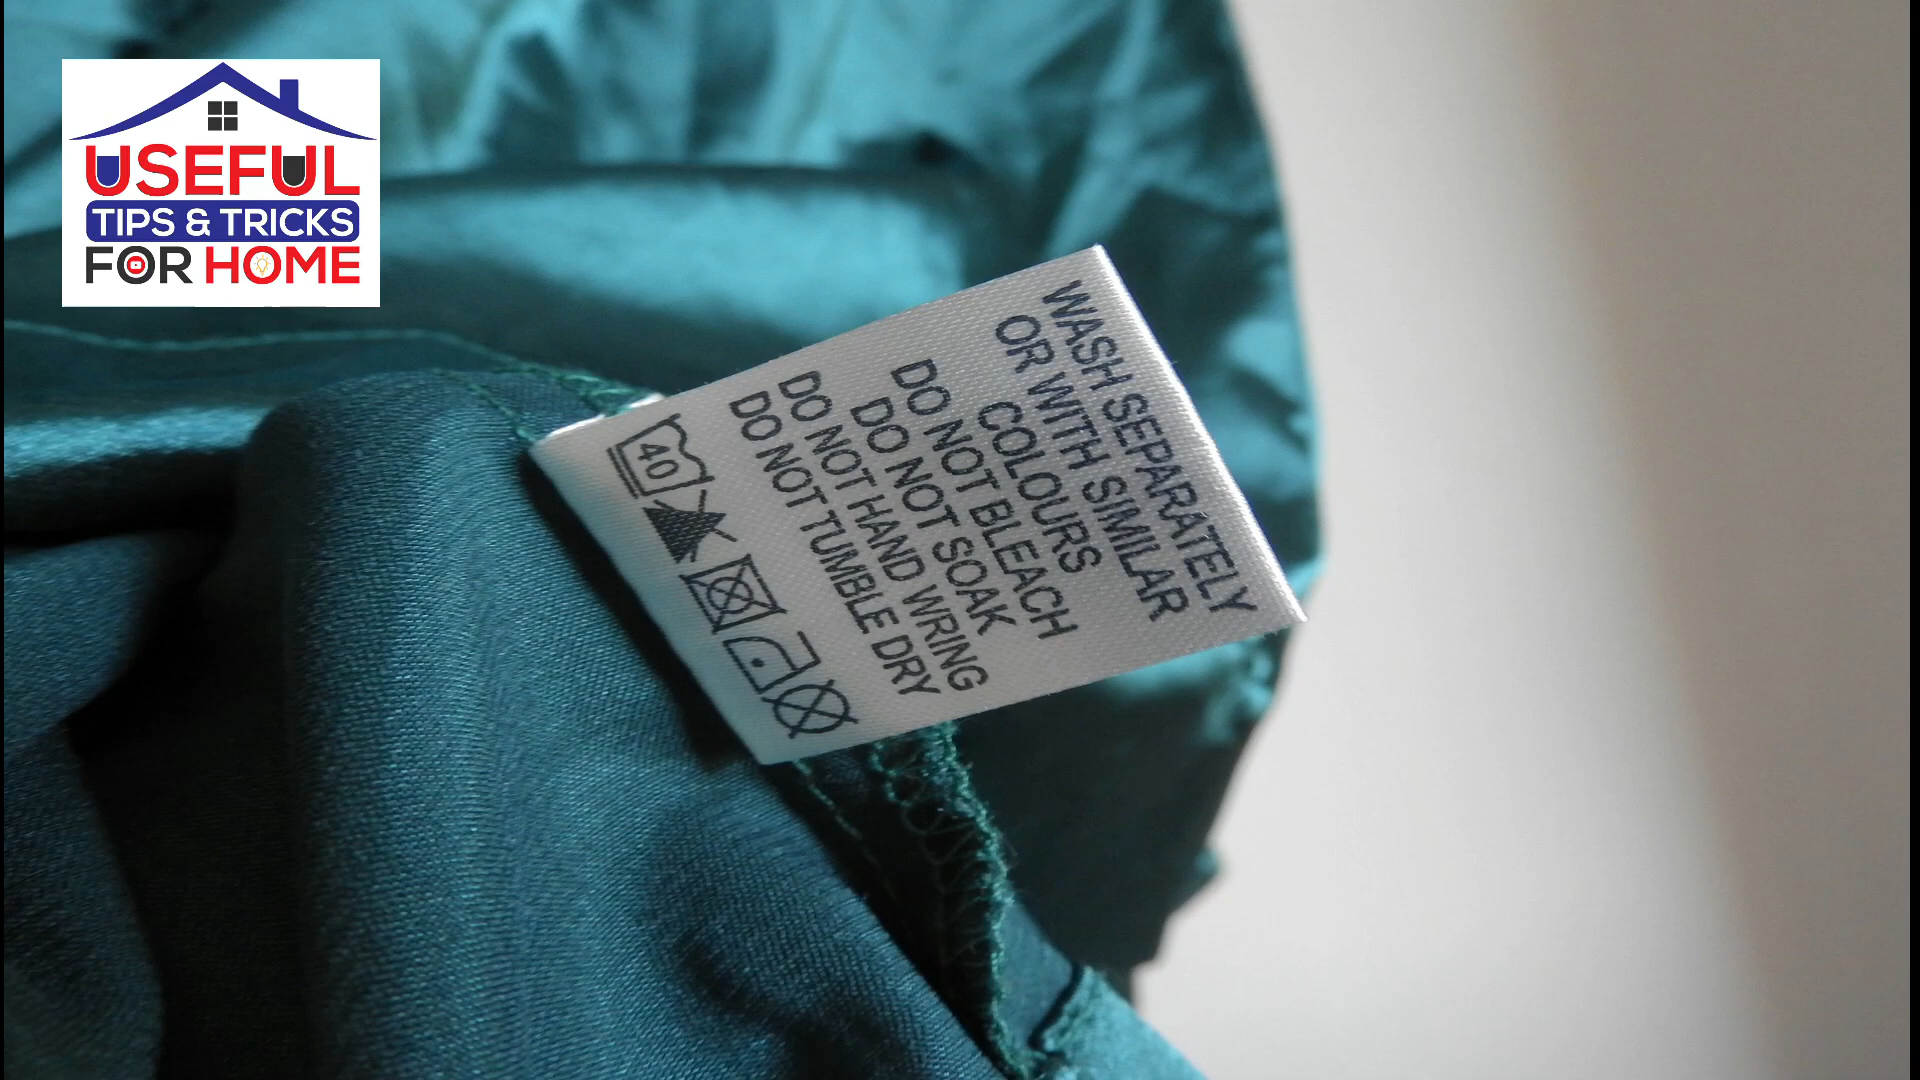 USEFUL
TIPS & TRICKS
FOR HOME
WASH SEPARATELY
OR WITH SIMILAR
COLOURS
DO NOT BLEACH
DO NOT SOAK
DO NOT HAND WRING
DO NOT TUMBLE DRY
40